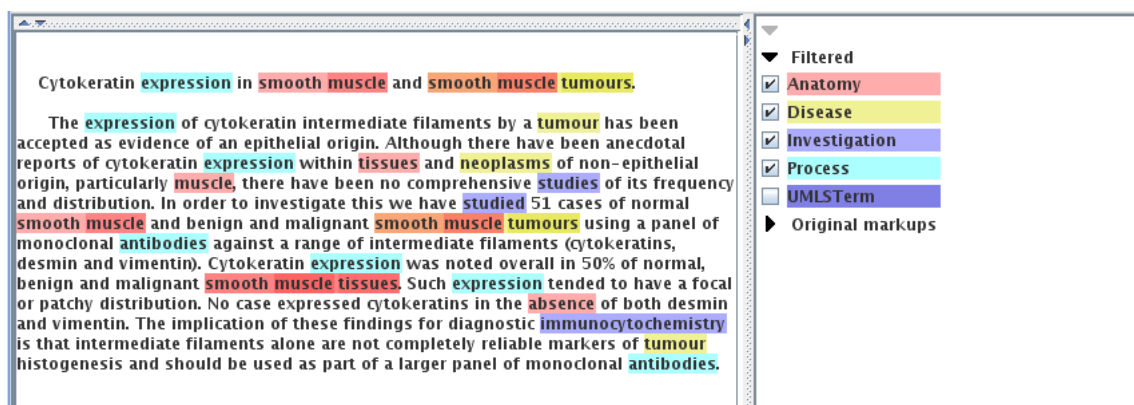 Cytokeratin expression in smooth muscle and smooth muscle tumours.
The expression of cytokeratin intermediate filaments by a tumour has been
accepted as evidence of an epithelial origin. Although there have been anecdotal
reports of cytokeratin expression within tissues and neoplasms of non-epithelial
origin, particularly muscle, there have been no comprehensive studies of its frequency
and distribution. In order to investigate this we have studied 51 cases of normal
smooth muscle and benign and malignant smooth muscle tumours using a panel of
monoclonal antibodies against a range of intermediate filaments (cytokeratins,
desmin and vimentin). Cytokeratin expression was noted overall in 50% of normal,
benign and malignant smooth muscle tissues. Such expression tended to have a focal
or patchy distribution. No case expressed cytokeratins in the absence of both desmin
and vimentin. The implication of these findings for diagnostic immunocytochemistry
is that intermediate filaments alone are not completely reliable markers of tumour
histogenesis and should be used as part of a larger panel of monoclonal antibodies.
Filtered
Anatomy
Disease
Investigation
Process
UMLSTerm
Original markups